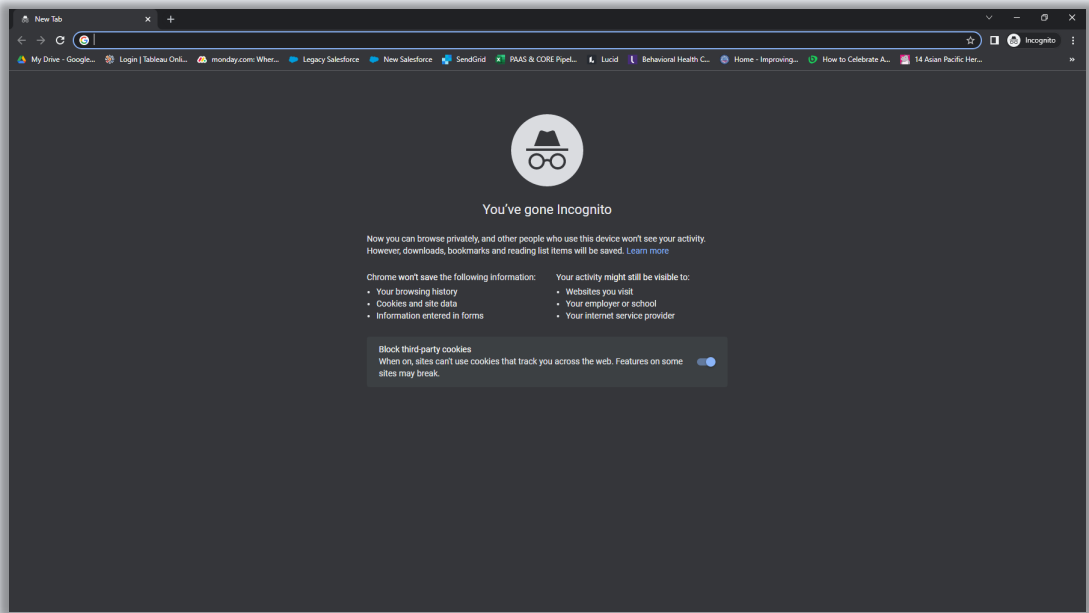 New Tab
Incognito
My Drive - Google... Login | Tableau Onli... monday.com: Wher... Legacy Salesforce New Salesforce SendGrid PAAS & CORE Pipel... Lucid Behavioral Health C... Home - Improving... How to Celebrate A... 14 Asian Pacific Her... »
You've gone Incognito
Now you can browse privately, and other people who use this device won't see your activity.
However, downloads, bookmarks and reading list items will be saved. Learn more
Chrome won't save the following information:
• Your browsing history
• Cookies and site data
• Information entered in forms
Your activity might still be visible to:
• Websites you visit
• Your employer or school
• Your internet service provider
Block third-party cookies
When on, sites can't use cookies that track you across the web. Features on some
sites may break.